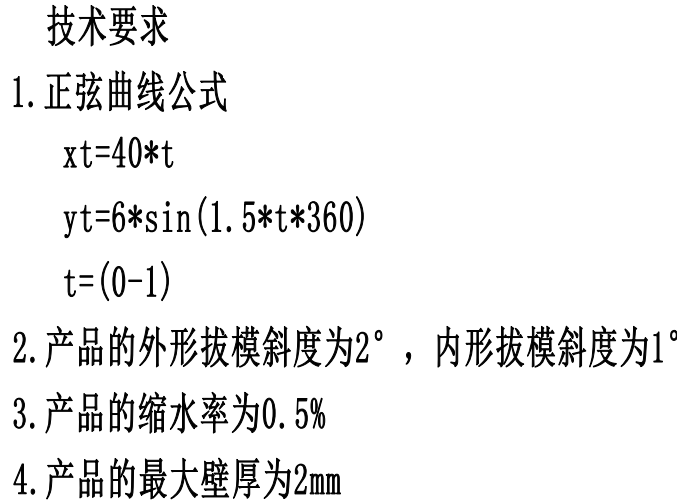 技术要求
1.正弦曲线公式
xt=40*t
yt=6*sin(1.5*t*360)
t=(0-1)
2.产品的外形拔模斜度为2°，内形拔模斜度为1°
3.产品的缩水率为0.5%
4.产品的最大壁厚为2mm